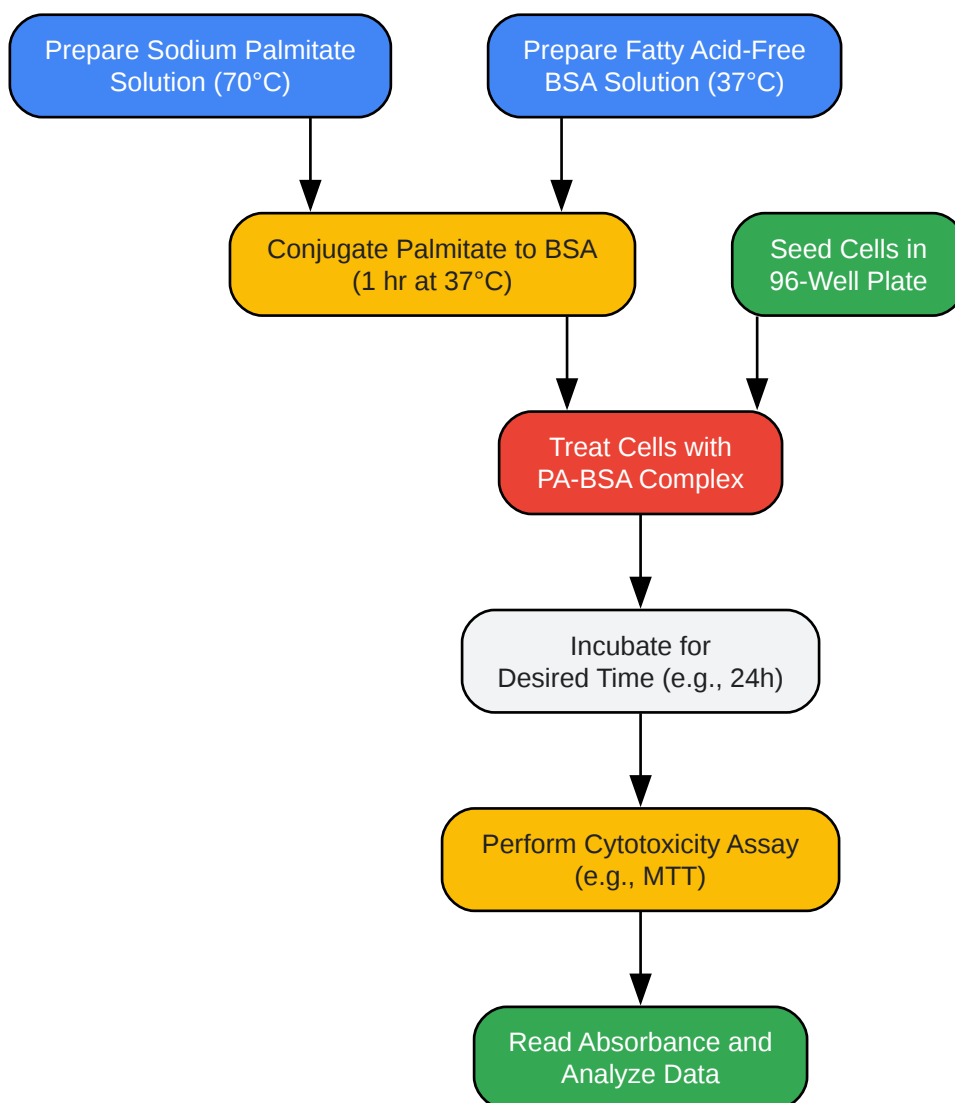 Prepare Sodium Palmitate
Solution (70°C)
Prepare Fatty Acid-Free
BSA Solution (37°C)
Conjugate Palmitate to BSA
(1 hr at 37°C)
Seed Cells in
96-Well Plate
Treat Cells with
PA-BSA Complex
Incubate for
Desired Time (e.g., 24h)
Perform Cytotoxicity Assay
(e.g., MTT)
Read Absorbance and
Analyze Data